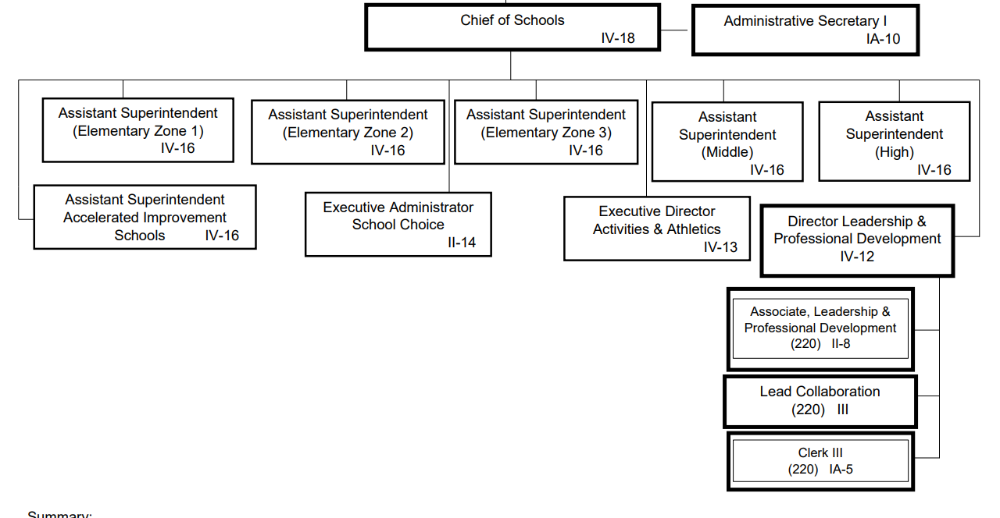 Chief of Schools
IV-18
Administrative Secretary I
IA-10
Assistant Superintendent
(Elementary Zone 1)
IV-16
Assistant Superintendent
(Elementary Zone 2)
IV-16
Assistant Superintendent
(Elementary Zone 3)
IV-16
Assistant
Superintendent
(Middle)
IV-16
Assistant
Superintendent
(High)
IV-16
Assistant Superintendent
Accelerated Improvement
Schools IV-16
Executive Administrator
School Choice
II-14
Executive Director
Activities & Athletics
IV-13
Director Leadership &
Professional Development
IV-12
Associate, Leadership &
Professional Development
(220) II-8
Lead Collaboration
(220) III
Clerk III
(220) IA-5
Summary: